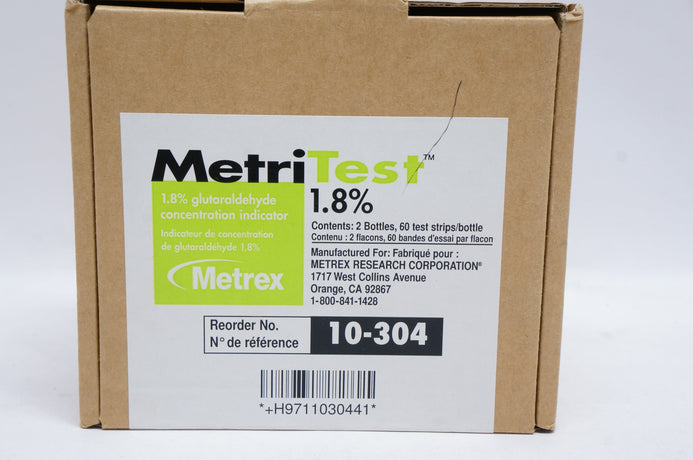 MetriTest™
1.8% glutaraldehyde
concentration indicator
Indicateur de concentration
de glutaraldéhyde 1,8%
Metrex
1.8%
Contents: 2 Bottles, 60 test strips/bottle
Contenu : 2 flacons, 60 bandes d'essai par flacon
Manufactured For: Fabriqué pour :
METREX RESEARCH CORPORATION®
1717 West Collins Avenue
Orange, CA 92867
1-800-841-1428
Reorder No.
N° de référence
10-304
*+H9711030441*